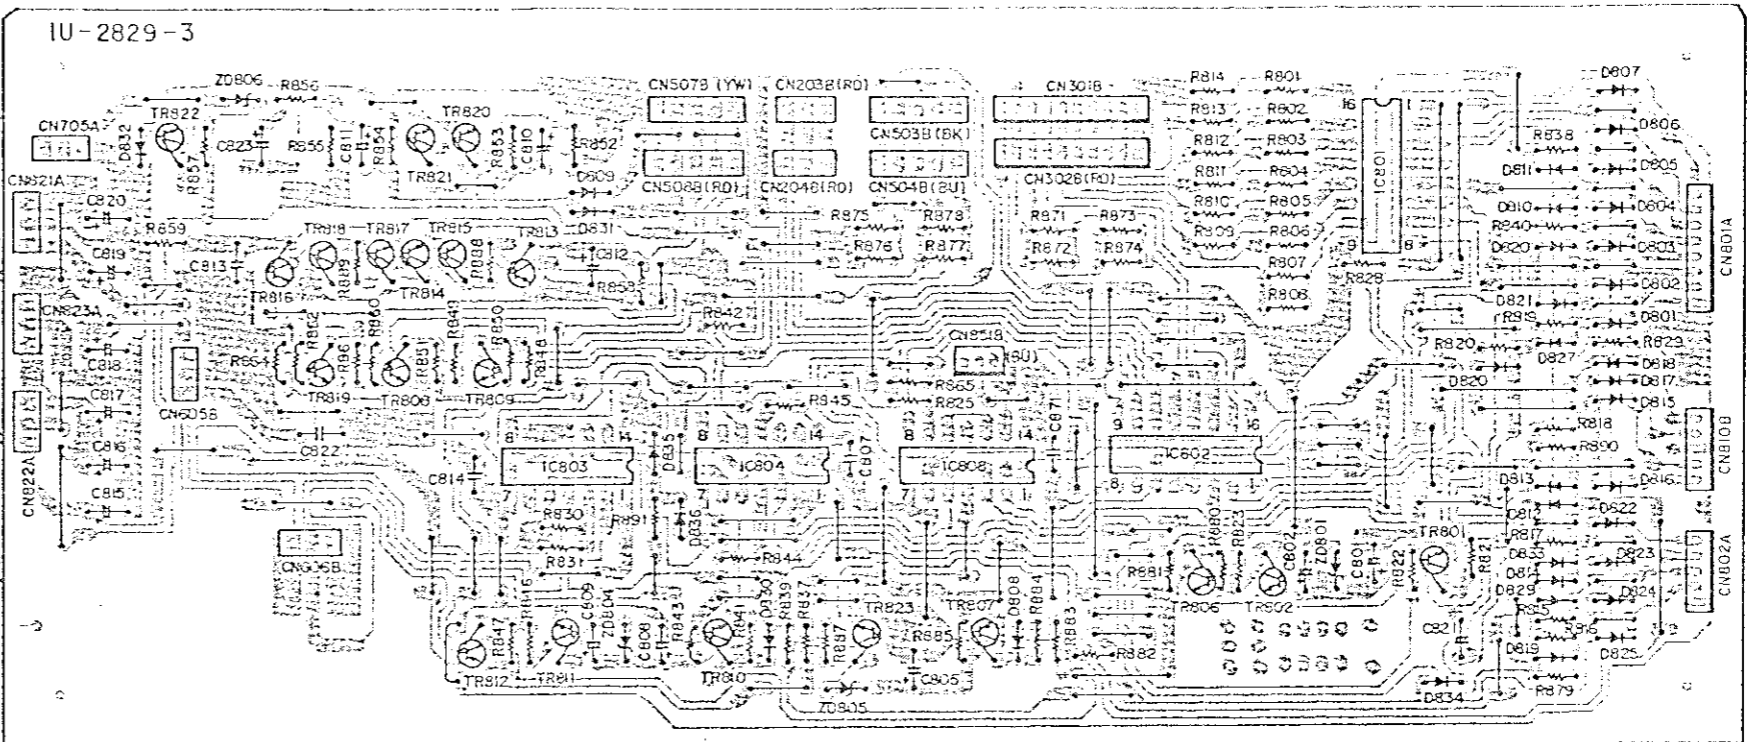 1U-2829-3
ZD806 R856 CN507B (YW) CN203B(RD) CN301B R814 R801 D807
TR822 TR820 R813 R802 16 1
CN705A D832 C823 R855 C811 R854 R853 C810 R852 CN503B(BK) R812 R803 R838 D806
R857 TR821 CN508B(RD) CN204B(RD) CN504B(BU) CN302B(RD) R811 R804 IC801 D811 D805
CN821A D809 R810 R805 D810 D804
C820 R859 TR818 TR817 TR815 TR813 D831 R875 R878 R871 R873 R809 R806 R840
C819 C813 R889 R888 C812 R876 R877 R872 R874 9 8 D820 D803 CN801A
TR816 TR814 R858 R807 R828 D802
CN823A R862 R860 R849 R850 R842 R808 D821 R819 D801
C818 R886 R851 R848 CN851B (BU) R820 D827 R829 D818
C817 CN605B TR819 TR808 TR809 R845 R865 R825 D820 D817 D815
CN822A C816 C822 8 14 D835 8 14 C807 8 14 C871 9 16 R818 R890 CN810B
C814 IC803 IC804 IC808 IC602
C815 7 1 7 1 7 1 8 1 D813 D816
R830 R891 D836 R823 ZD801 TR801 R817 D822
CN606B R831 R844 R881 C802 C801 R822 R821 D833 D823 CN802A
R846 C809 ZD804 D830 R839 R837 TR823 TR807 D808 R884 TR806 TR802 D829 D824
R847 C808 R843 R841 R887 R885 R883 R882 C821 R815 R816
TR812 TR811 TR810 C805 D819 D825
ZD805 D834 R879